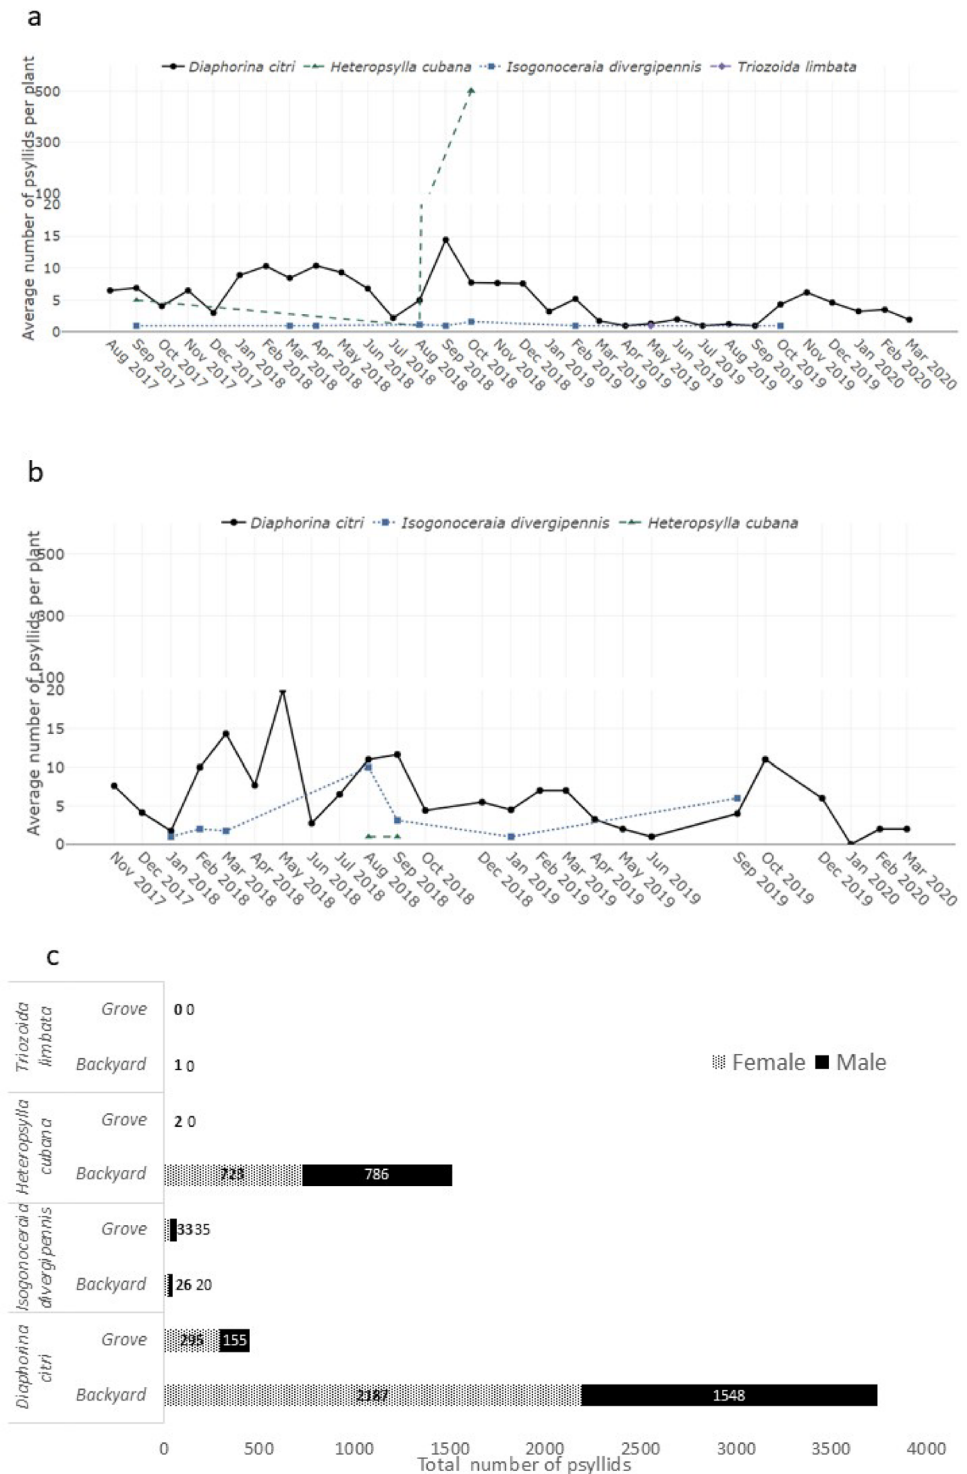 a
Diaphorina citri Heteropsylla cubana Isogonoceraia divergipennis Triozoida limbata
Average number of psyllids per plant
500
300
100
20
15
10
5
0
Aug 2017
Sep 2017
Oct 2017
Nov 2017
Dec 2017
Jan 2018
Feb 2018
Mar 2018
Apr 2018
May 2018
Jun 2018
Jul 2018
Aug 2018
Sep 2018
Oct 2018
Nov 2018
Dec 2018
Jan 2019
Feb 2019
Mar 2019
Apr 2019
May 2019
Jun 2019
Jul 2019
Aug 2019
Sep 2019
Oct 2019
Nov 2019
Dec 2019
Jan 2020
Feb 2020
Mar 2020
b
Diaphorina citri Isogonoceraia divergipennis Heteropsylla cubana
Average number of psyllids per plant
500
300
100
20
15
10
5
0
Nov 2017
Dec 2017
Jan 2018
Feb 2018
Mar 2018
Apr 2018
May 2018
Jun 2018
Jul 2018
Aug 2018
Sep 2018
Oct 2018
Dec 2018
Jan 2019
Feb 2019
Mar 2019
Apr 2019
May 2019
Jun 2019
Sep 2019
Oct 2019
Dec 2019
Jan 2020
Feb 2020
Mar 2020
c
Triozoida
limbata
Grove 0 0
Backyard 1 0
Female Male
Heteropsylla
cubana
Grove 2 0
Backyard 723 786
Isogonoceraia
divergipennis
Grove 33 35
Backyard 26 20
Diaphorina
citri
Grove 295 155
Backyard 2187 1548
0 500 1000 1500 2000 2500 3000 3500 4000
Total number of psyllids